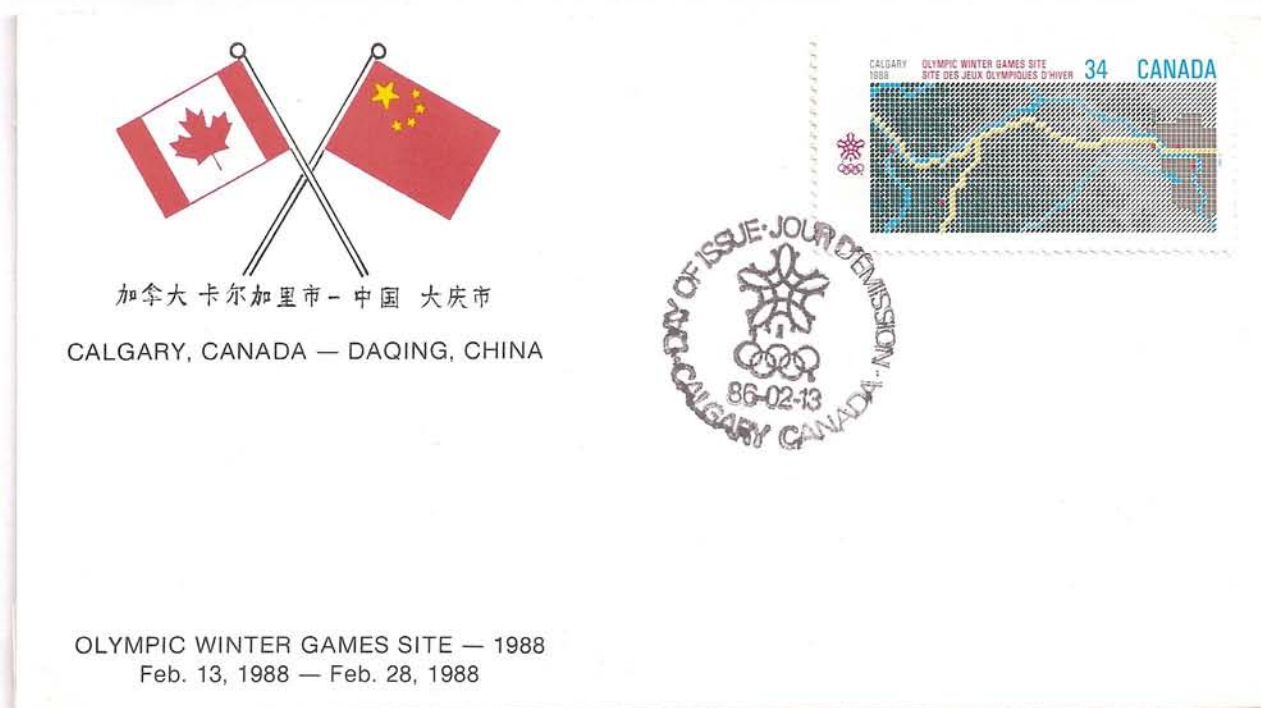 加拿大 卡尔加里市 - 中国 大庆市
CALGARY, CANADA — DAQING, CHINA
CALGARY 1988
OLYMPIC WINTER GAMES SITE
SITE DES JEUX OLYMPIQUES D'HIVER
34 CANADA
DAY OF ISSUE · JOUR D'ÉMISSION
86-02-13
CALGARY CANADA
OLYMPIC WINTER GAMES SITE — 1988
Feb. 13, 1988 — Feb. 28, 1988